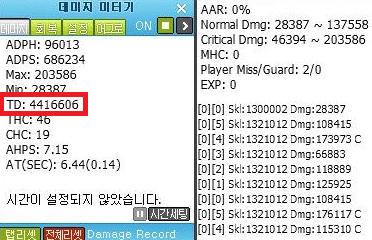 데미지 미터기
데미지 회복 설정 어그로 ON
ADPH: 96013
ADPS: 686234
Max: 203586
Min: 28387
TD: 4416606
THC: 46
CHC: 19
AHPS: 7.15
AT(SEC): 6.44(0.14)
시간이 설정되지 않았습니다.
시간세팅
탭리셋 전체리셋 Damage Record
AAR: 0%
Normal Dmg: 28387 ~ 137558
Critical Dmg: 46394 ~ 203586
MHC: 0
Player Miss/Guard: 2/0
EXP: 0
[0][0] Skl:1300002 Dmg:28387
[0][5] Skl:1321012 Dmg:108415
[0][4] Skl:1321012 Dmg:173973 C
[0][3] Skl:1321012 Dmg:66883
[0][2] Skl:1321012 Dmg:118889
[0][1] Skl:1321012 Dmg:125925
[0][0] Skl:1321012 Dmg:108415
[0][5] Skl:1321012 Dmg:176117 C
[0][4] Skl:1321012 Dmg:115310 C